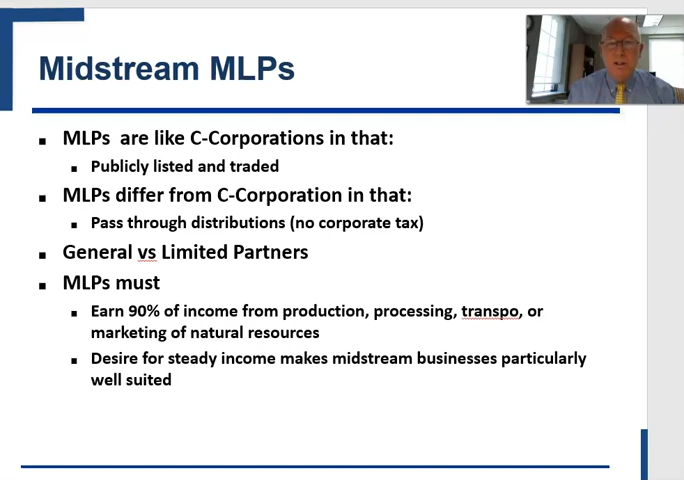 Midstream MLPs
MLPs are like C-Corporations in that:
Publicly listed and traded
MLPs differ from C-Corporation in that:
Pass through distributions (no corporate tax)
General vs Limited Partners
MLPs must
Earn 90% of income from production, processing, transpo, or
marketing of natural resources
Desire for steady income makes midstream businesses particularly
well suited